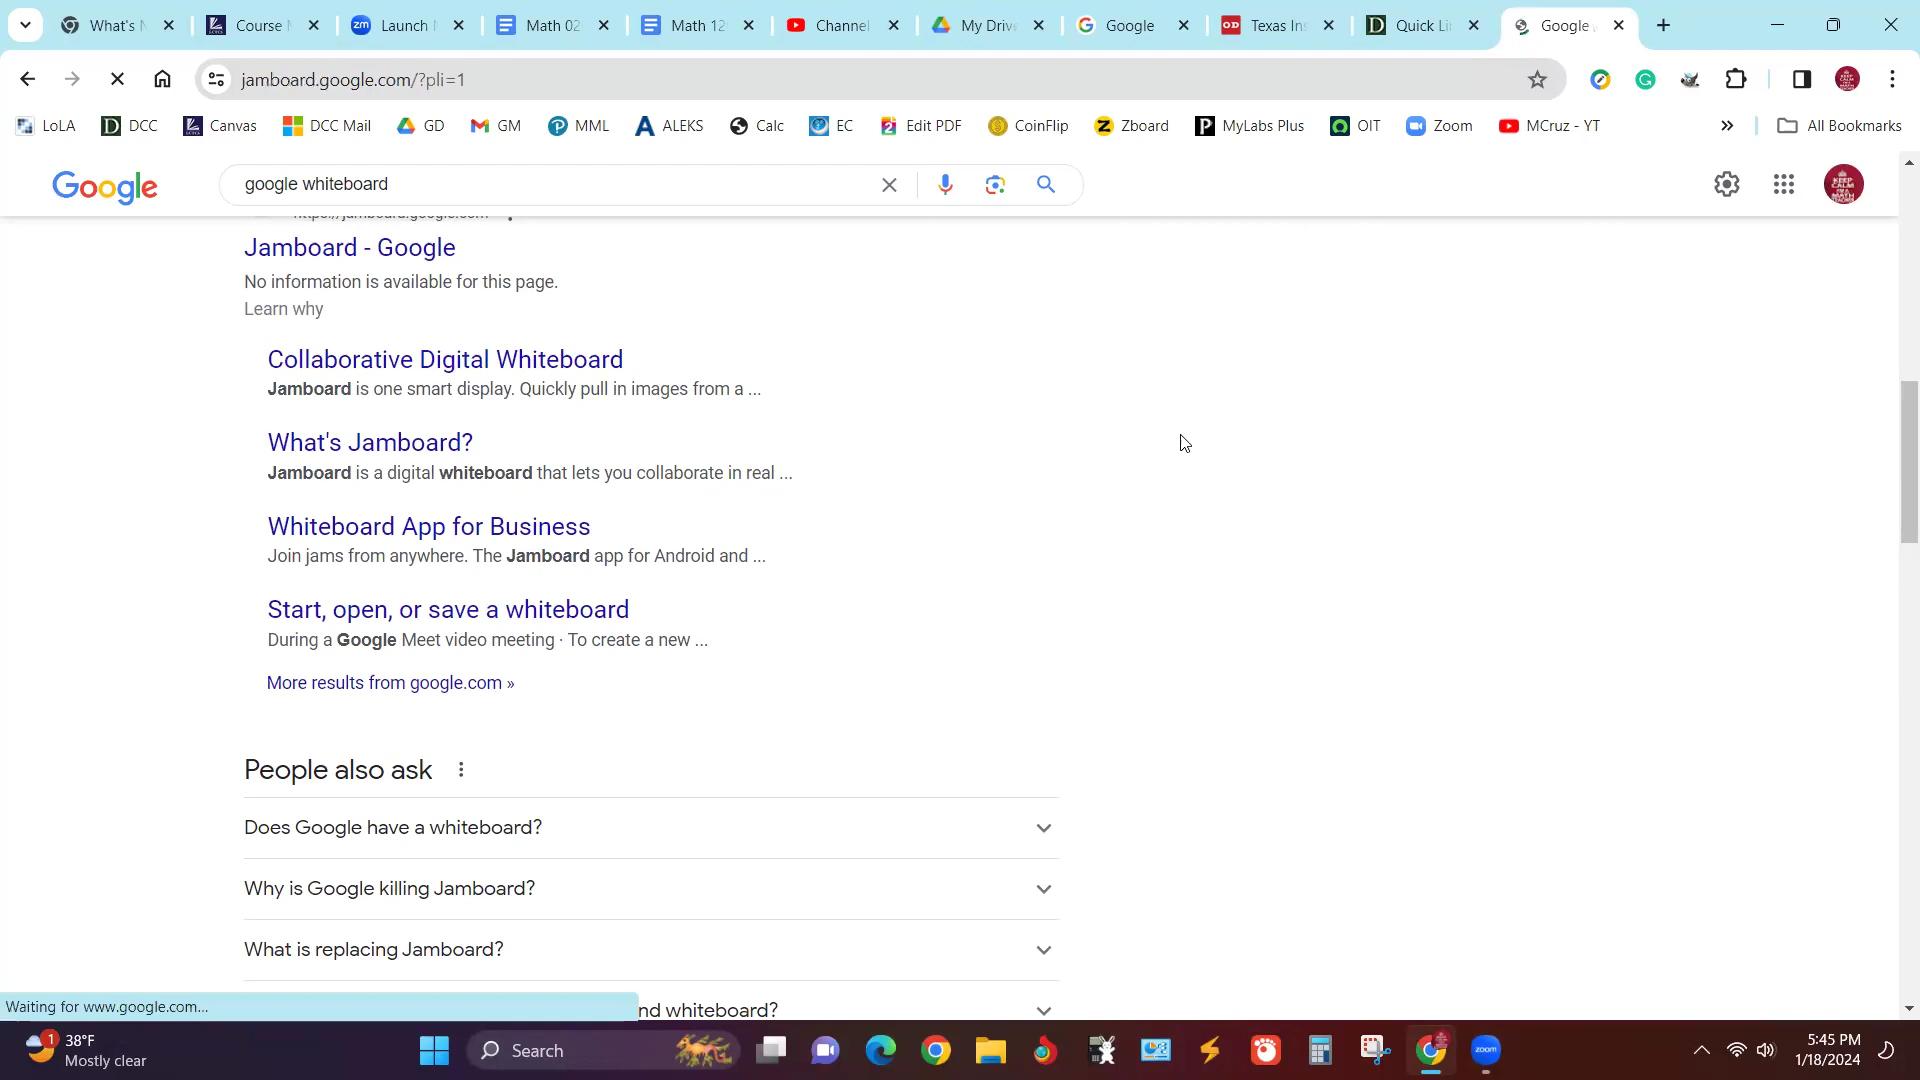 What's
Course
Launch
Math 02
Math 12
Channel
My Drive
Google
Texas Ins
Quick Li
Google
jamboard.google.com/?pli=1
LoLA
DCC
Canvas
DCC Mail
GD
GM
MML
ALEKS
Calc
EC
Edit PDF
CoinFlip
Zboard
MyLabs Plus
OIT
Zoom
MCruz - YT
All Bookmarks
Google
google whiteboard
https://jamboard.google.com
Jamboard - Google
No information is available for this page.
Learn why
Collaborative Digital Whiteboard
Jamboard is one smart display. Quickly pull in images from a ...
What's Jamboard?
Jamboard is a digital whiteboard that lets you collaborate in real ...
Whiteboard App for Business
Join jams from anywhere. The Jamboard app for Android and ...
Start, open, or save a whiteboard
During a Google Meet video meeting · To create a new ...
More results from google.com »
People also ask
Does Google have a whiteboard?
Why is Google killing Jamboard?
What is replacing Jamboard?
nd whiteboard?
Waiting for www.google.com...
1
38°F
Mostly clear
Search
zoom
5:45 PM
1/18/2024